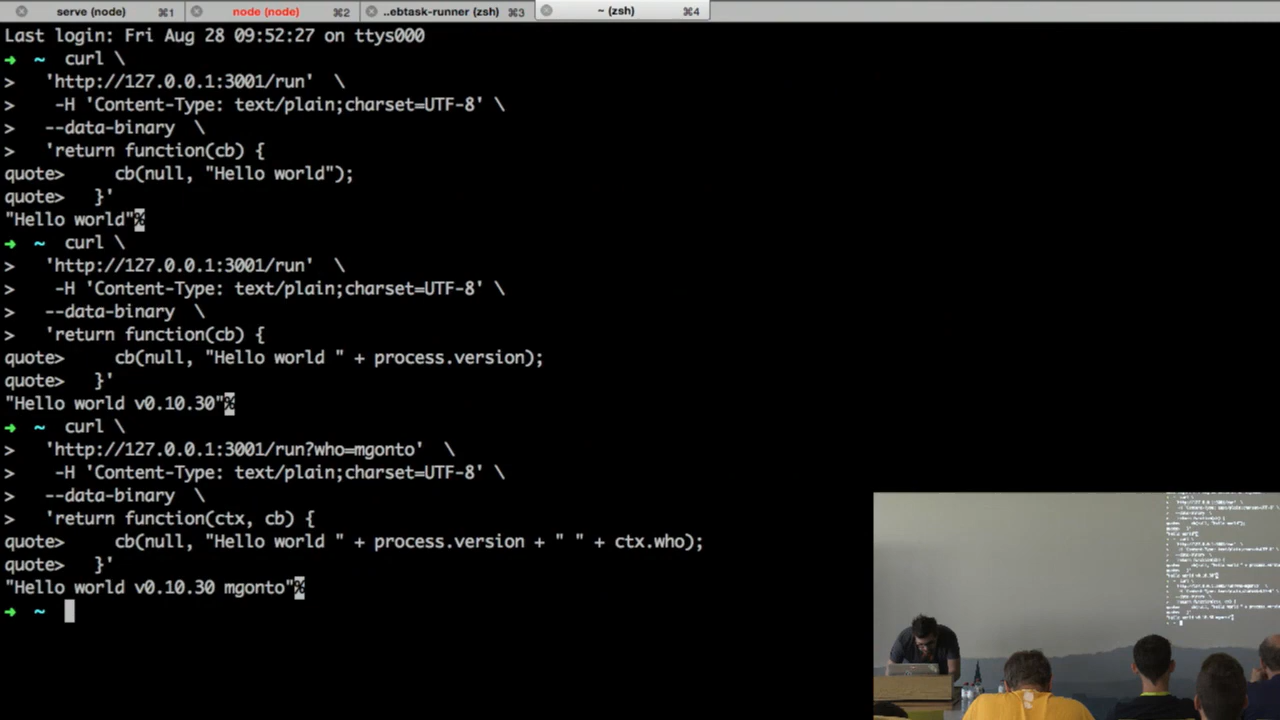 serve (node) ⌘1 node (node) ⌘2 ..ebtask-runner (zsh) ⌘3 ~ (zsh) ⌘4
Last login: Fri Aug 28 09:52:27 on ttys000
➜ ~ curl \
> 'http://127.0.0.1:3001/run' \
> -H 'Content-Type: text/plain;charset=UTF-8' \
> --data-binary \
> 'return function(cb) {
quote> cb(null, "Hello world");
quote> }'
"Hello world"%
➜ ~ curl \
> 'http://127.0.0.1:3001/run' \
> -H 'Content-Type: text/plain;charset=UTF-8' \
> --data-binary \
> 'return function(cb) {
quote> cb(null, "Hello world " + process.version);
quote> }'
"Hello world v0.10.30"%
➜ ~ curl \
> 'http://127.0.0.1:3001/run?who=mgonto' \
> -H 'Content-Type: text/plain;charset=UTF-8' \
> --data-binary \
> 'return function(ctx, cb) {
quote> cb(null, "Hello world " + process.version + " " + ctx.who);
quote> }'
"Hello world v0.10.30 mgonto"%
➜ ~